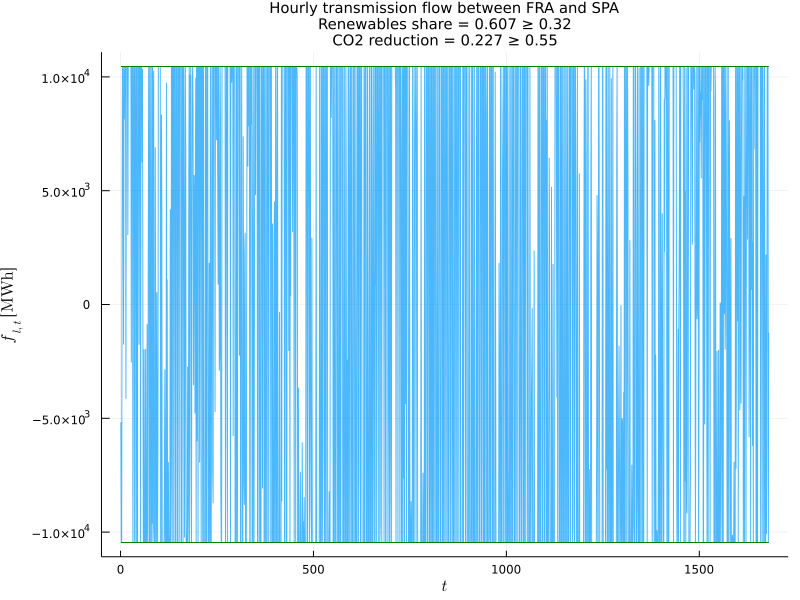 Hourly transmission flow between FRA and SPA
Renewables share = 0.607 ≥ 0.32
CO2 reduction = 0.227 ≥ 0.55
1.0×10⁴
5.0×10³
0
−5.0×10³
−1.0×10⁴
f_{l,t} [MWh]
0 500 1000 1500
t